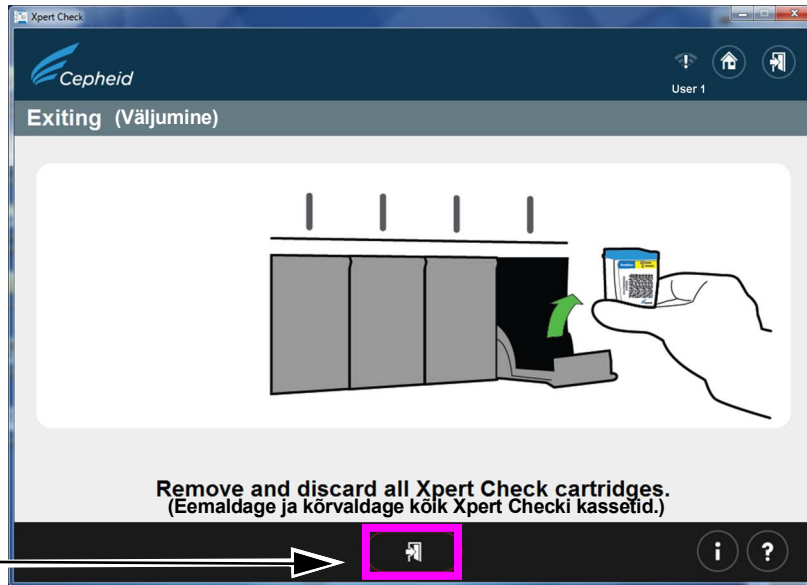 Xpert Check
Cepheid
User 1
Exiting (Väljumine)
Remove and discard all Xpert Check cartridges.
(Eemaldage ja kõrvaldage kõik Xpert Checki kassetid.)
i ?